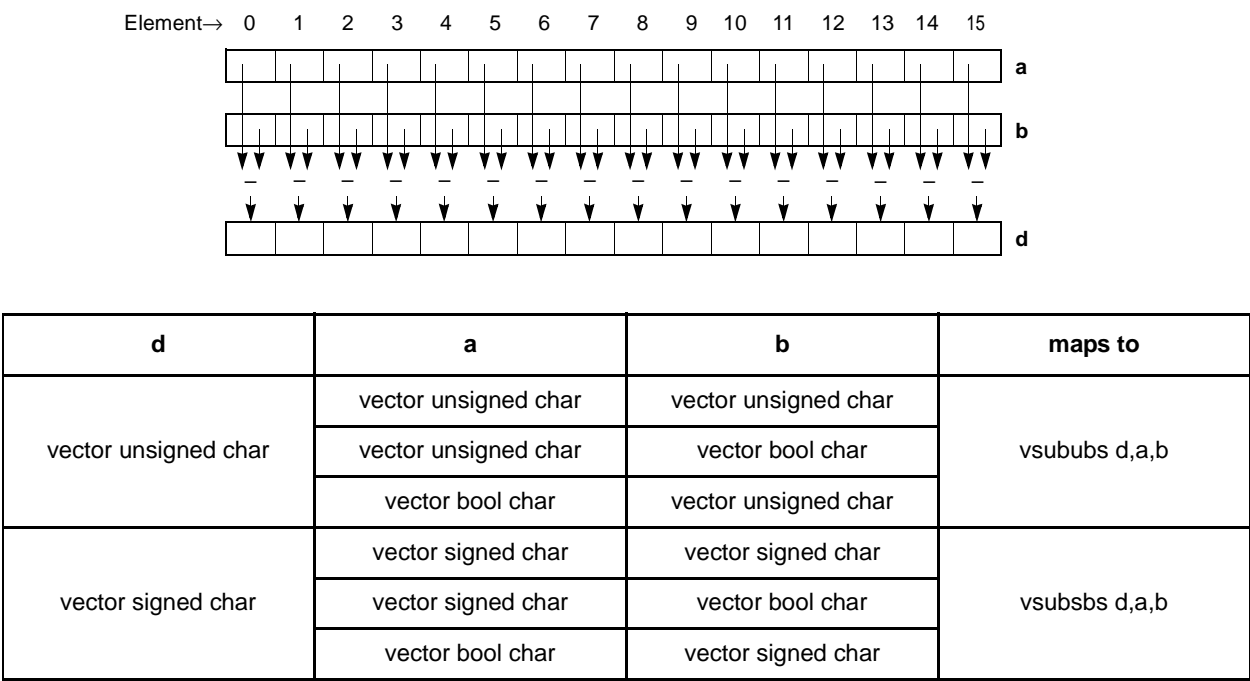 Element→ 0 1 2 3 4 5 6 7 8 9 10 11 12 13 14 15
a
b
– – – – – – – – – – – – – – – –
d
d a b maps to
vector unsigned char vector unsigned char
vector unsigned char vector unsigned char vector bool char vsububs d,a,b
vector bool char vector unsigned char
vector signed char vector signed char
vector signed char vector signed char vector bool char vsubsbs d,a,b
vector bool char vector signed char